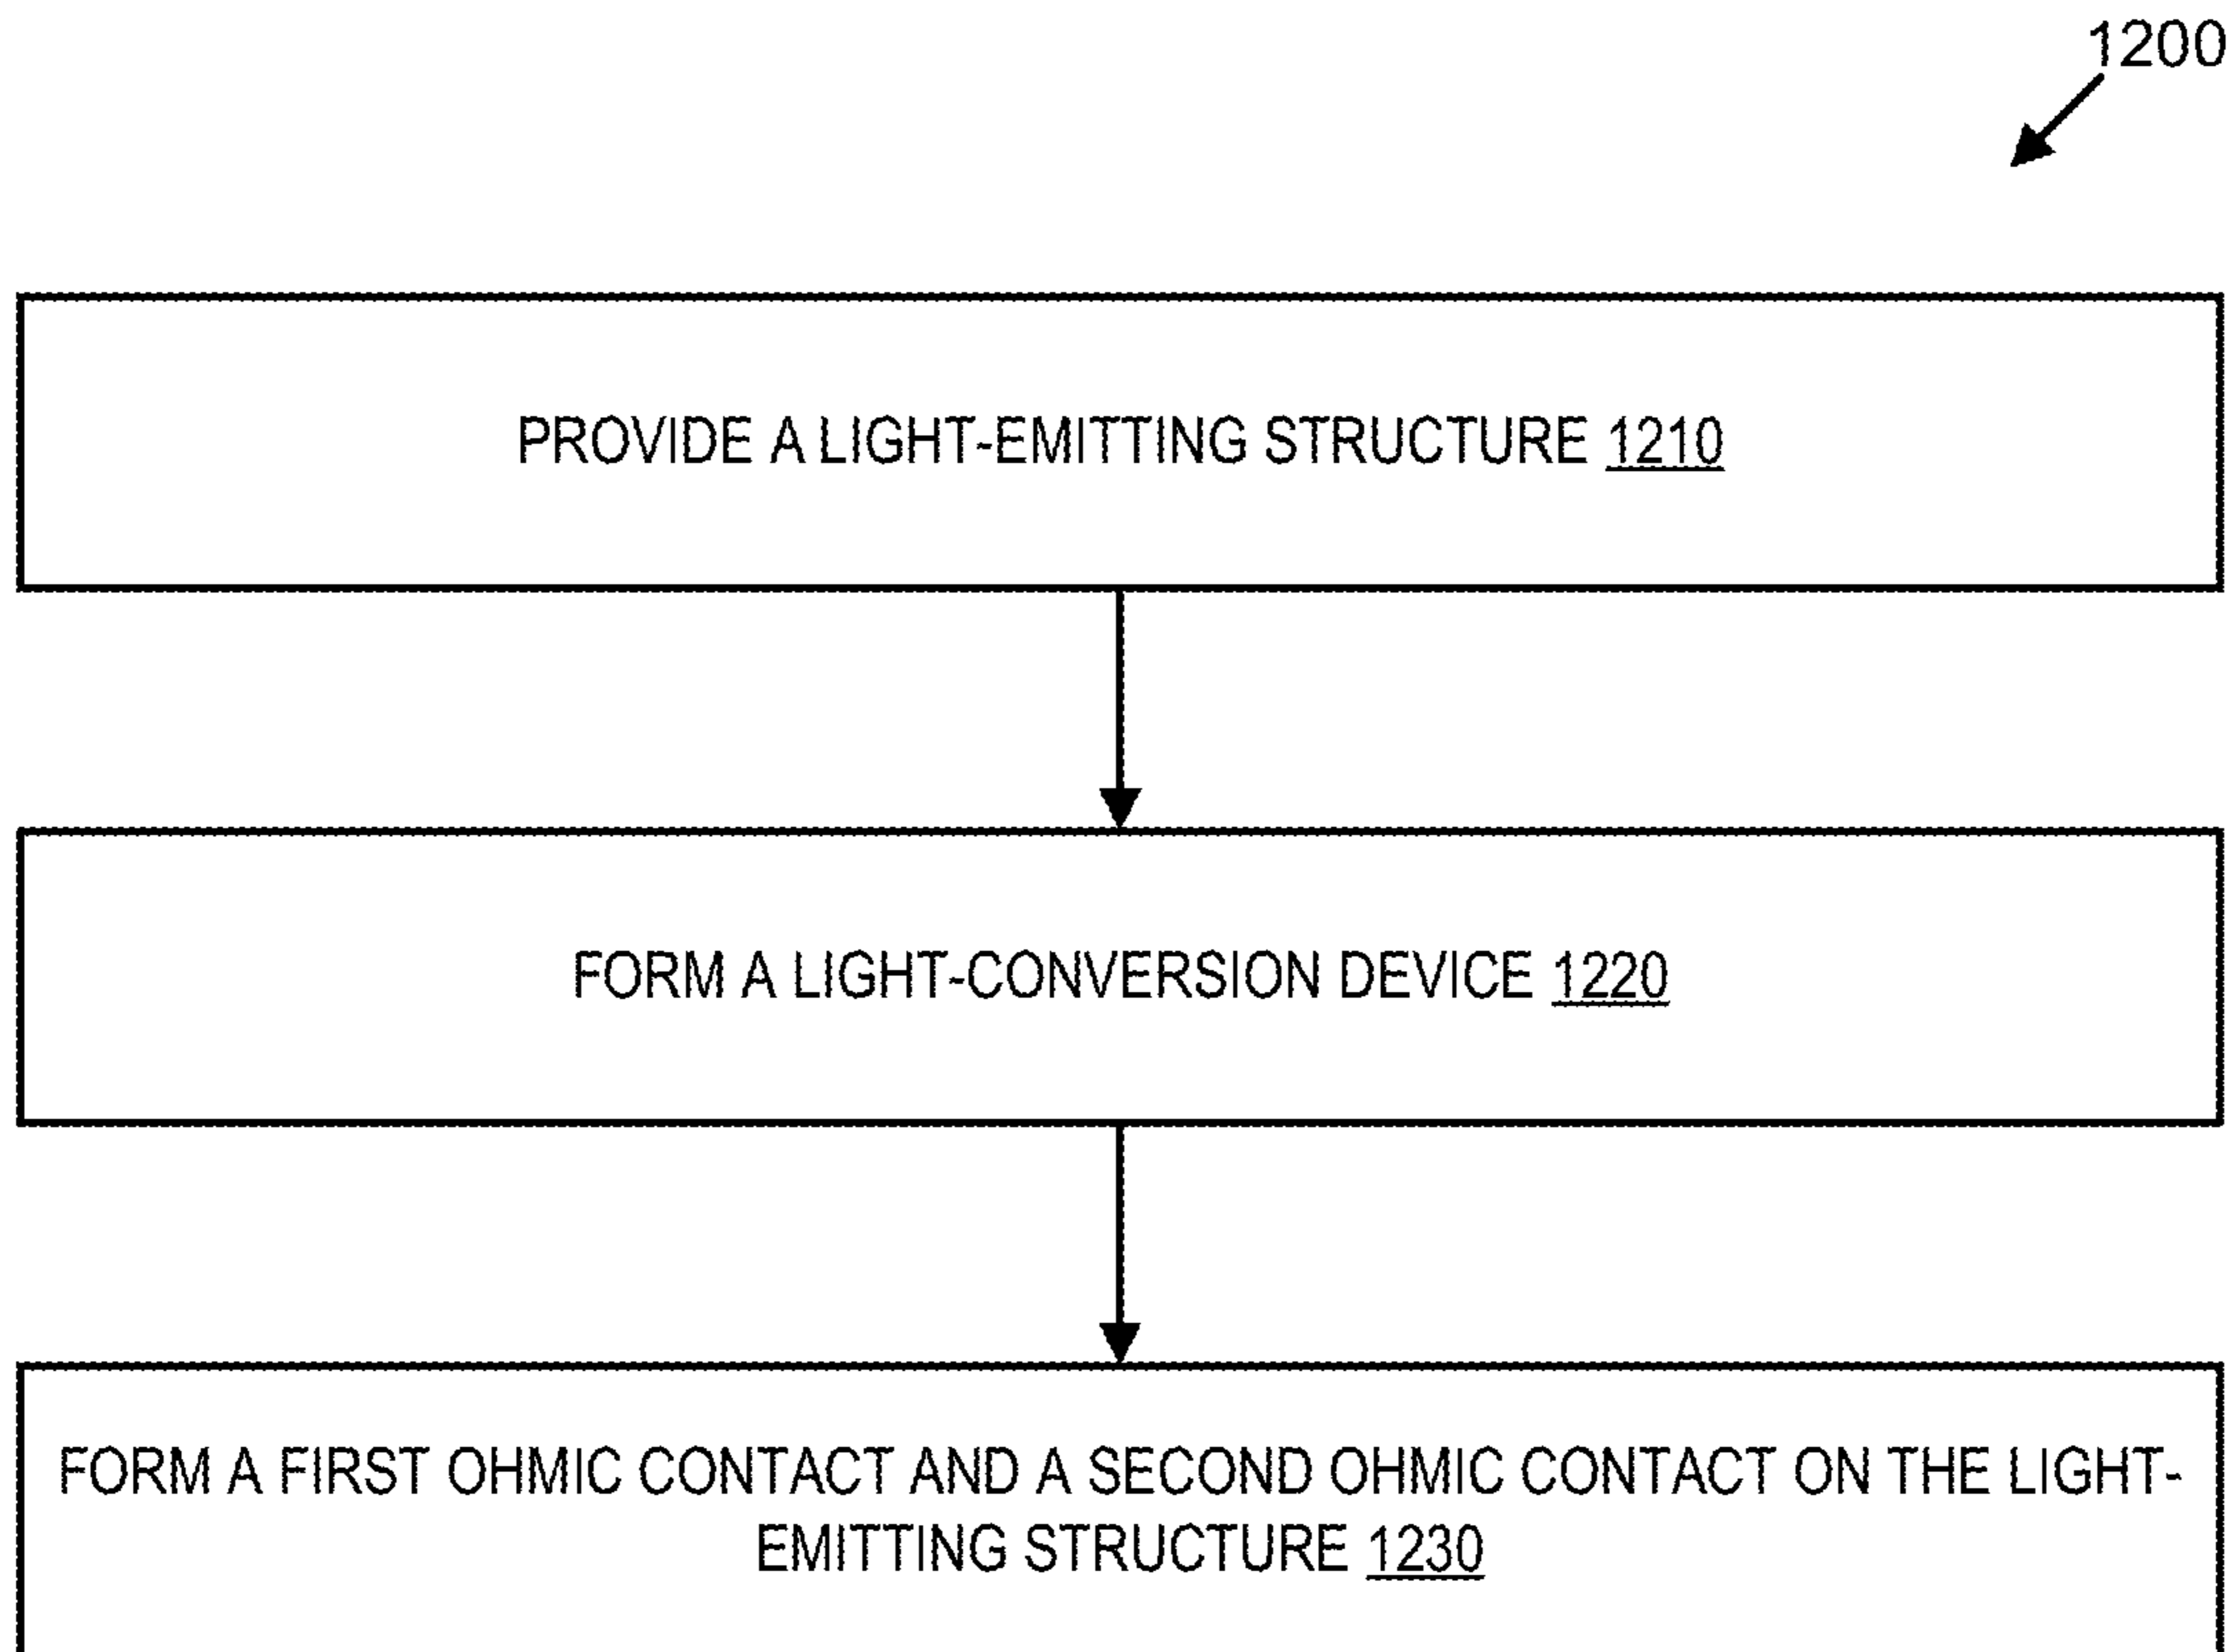 1200
PROVIDE A LIGHT-EMITTING STRUCTURE 1210
FORM A LIGHT-CONVERSION DEVICE 1220
FORM A FIRST OHMIC CONTACT AND A SECOND OHMIC CONTACT ON THE LIGHT-
EMITTING STRUCTURE 1230